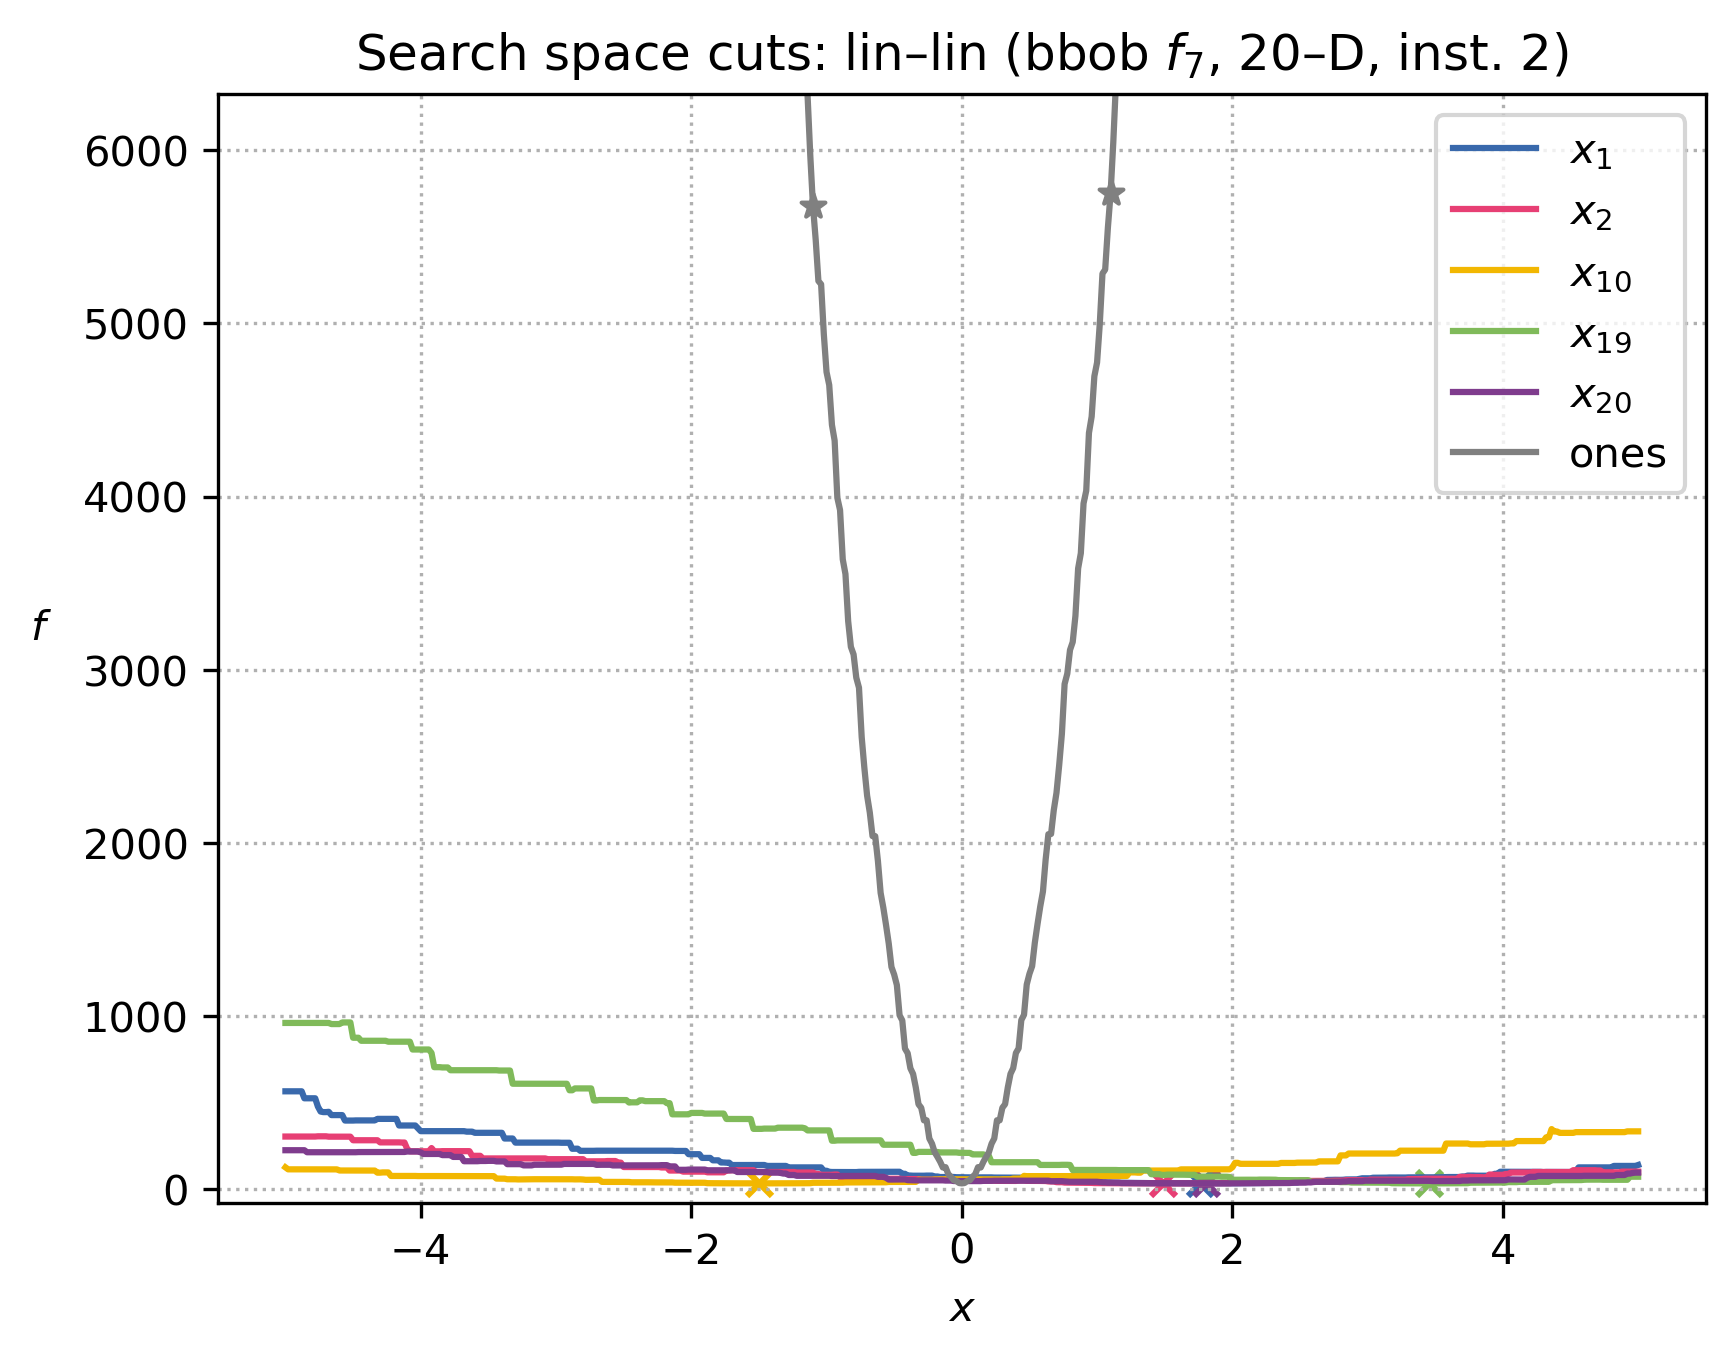 Search space cuts: lin–lin (bbob f₇, 20–D, inst. 2)
6000
5000
4000
3000
2000
1000
0
f
−4
−2
0
2
4
x
x₁
x₂
x₁₀
x₁₉
x₂₀
ones